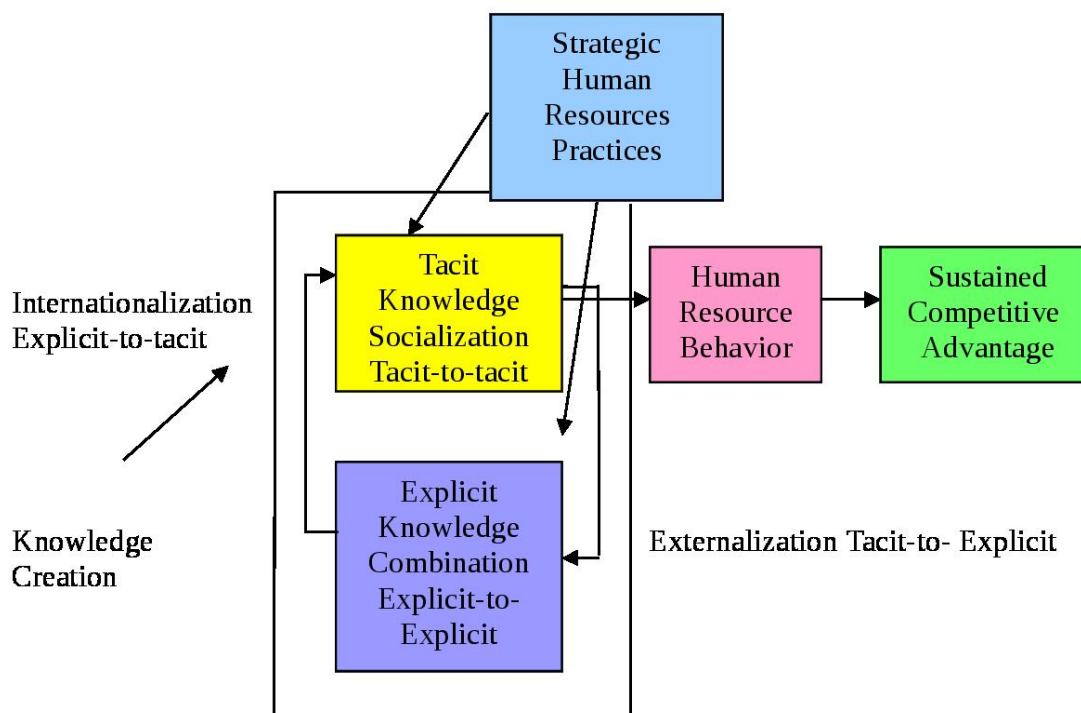 Strategic
Human
Resources
Practices
Tacit
Knowledge
Socialization
Tacit-to-tacit
Human
Resource
Behavior
Sustained
Competitive
Advantage
Internationalization
Explicit-to-tacit
Explicit
Knowledge
Combination
Explicit-to-
Explicit
Knowledge
Creation
Externalization Tacit-to- Explicit